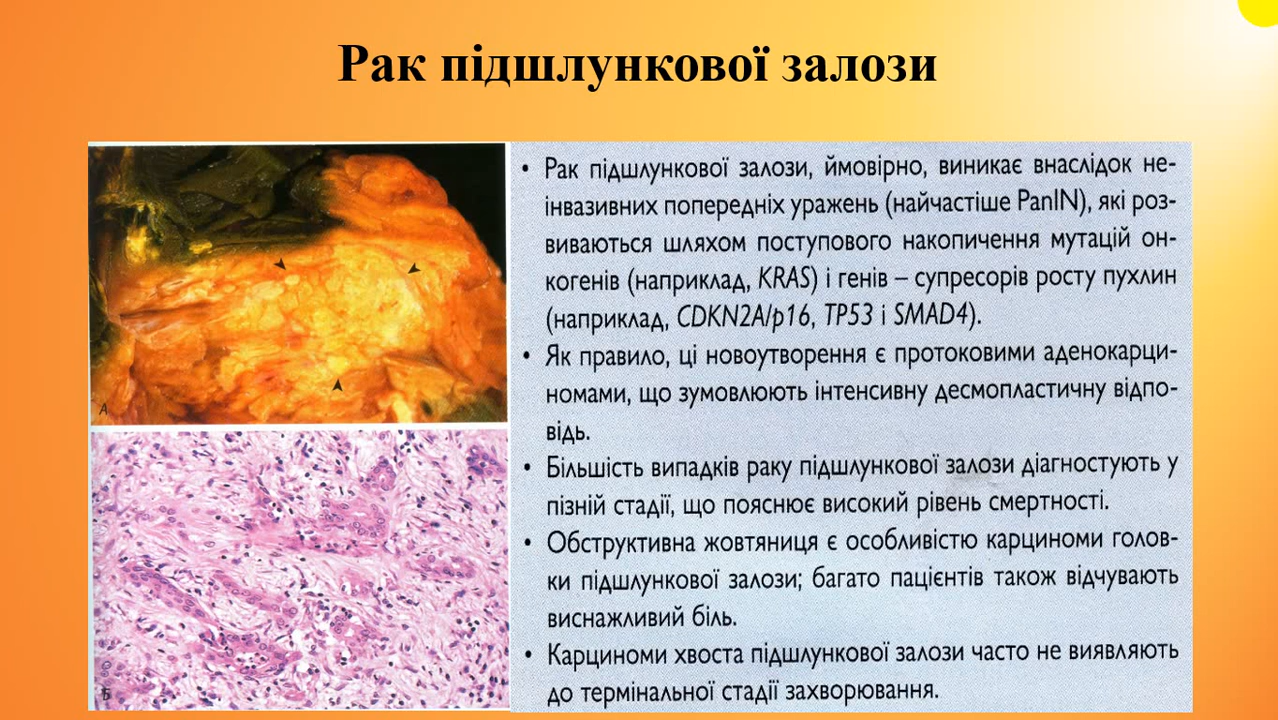 Рак підшлункової залози
• Рак підшлункової залози, ймовірно, виникає внаслідок не-
інвазивних попередніх уражень (найчастіше PanIN), які роз-
виваються шляхом поступового накопичення мутацій он-
когенів (наприклад, KRAS) і генів – супресорів росту пухлин
(наприклад, CDKN2A/p16, TP53 і SMAD4).
• Як правило, ці новоутворення є протоковими аденокарци-
номами, що зумовлюють інтенсивну десмопластичну відпо-
відь.
• Більшість випадків раку підшлункової залози діагностують у
пізній стадії, що пояснює високий рівень смертності.
• Обструктивна жовтяниця є особливістю карциноми голов-
ки підшлункової залози; багато пацієнтів також відчувають
виснажливий біль.
• Карциноми хвоста підшлункової залози часто не виявляють
до термінальної стадії захворювання.
А
Б